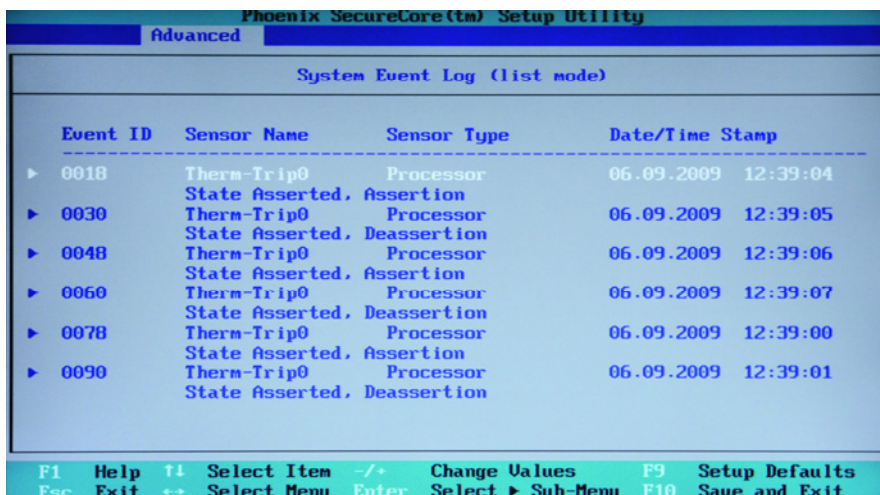 Phoenix SecureCore(tm) Setup Utility
Advanced
System Event Log (list mode)
Event ID Sensor Name Sensor Type Date/Time Stamp
0018 Therm-Trip0 Processor 06.09.2009 12:39:04
State Asserted, Assertion
0030 Therm-Trip0 Processor 06.09.2009 12:39:05
State Asserted, Deassertion
0048 Therm-Trip0 Processor 06.09.2009 12:39:06
State Asserted, Assertion
0060 Therm-Trip0 Processor 06.09.2009 12:39:07
State Asserted, Deassertion
0078 Therm-Trip0 Processor 06.09.2009 12:39:00
State Asserted, Assertion
0090 Therm-Trip0 Processor 06.09.2009 12:39:01
State Asserted, Deassertion
F1 Help ↑↓ Select Item -/+ Change Values F9 Setup Defaults
Esc Exit ↔ Select Menu Enter Select ▶ Sub-Menu F10 Save and Exit